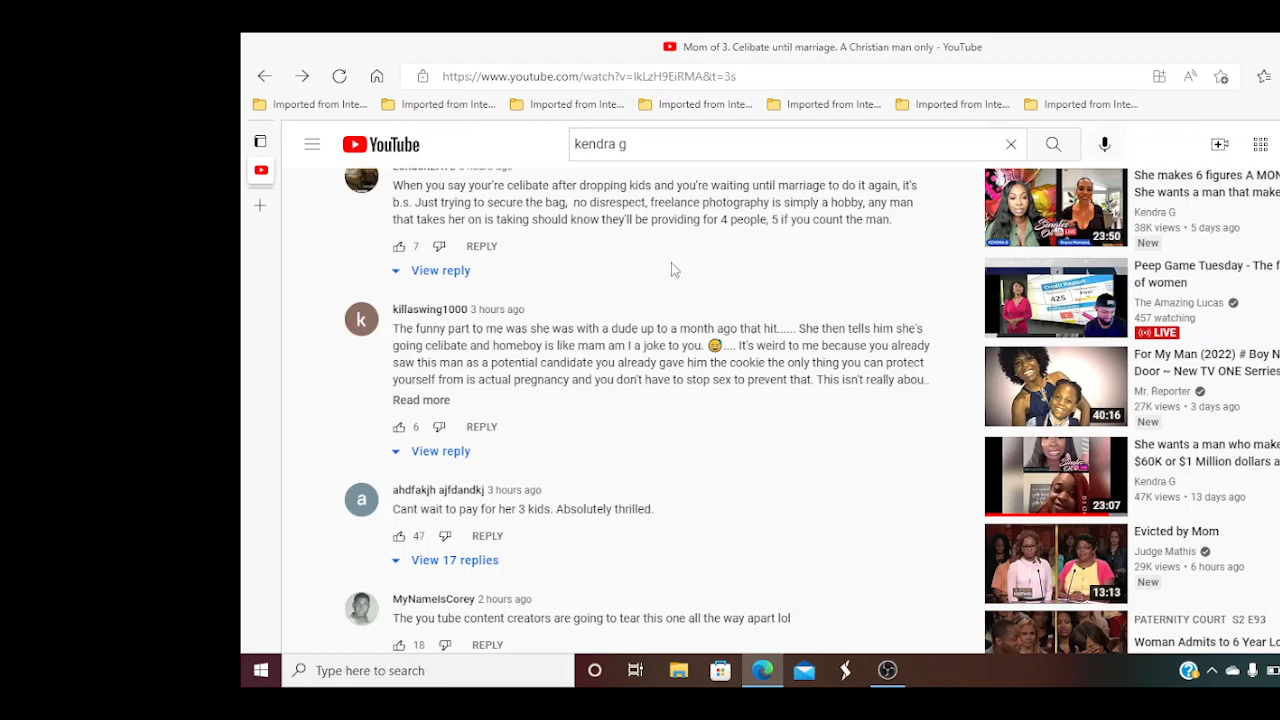 Mom of 3. Celibate until marriage. A Christian man only - YouTube
https://www.youtube.com/watch?v=lkLzH9EiRMA&t=3s
Imported from Inte... Imported from Inte... Imported from Inte... Imported from Inte... Imported from Inte... Imported from Inte... Imported from Inte...
YouTube
kendra g
When you say your're celibate after dropping kids and you're waiting until marriage to do it again, it's
b.s. Just trying to secure the bag, no disrespect, freelance photography is simply a hobby, any man
that takes her on is taking should know they'll be providing for 4 people, 5 if you count the man.
7 REPLY
View reply
k
killaswing1000 3 hours ago
The funny part to me was she was with a dude up to a month ago that hit...... She then tells him she's
going celibate and homeboy is like mam am I a joke to you. 😅.... It's weird to me because you already
saw this man as a potential candidate you already gave him the cookie the only thing you can protect
yourself from is actual pregnancy and you don't have to stop sex to prevent that. This isn't really abou..
Read more
6 REPLY
View reply
a
ahdfakjh ajfdandkj 3 hours ago
Cant wait to pay for her 3 kids. Absolutely thrilled.
47 REPLY
View 17 replies
MyNameIsCorey 2 hours ago
The you tube content creators are going to tear this one all the way apart lol
18 REPLY
23:50
She makes 6 figures A MON
She wants a man that make
Kendra G
38K views • 5 days ago
New
Credit Report
425
Peep Game Tuesday - The f
of women
The Amazing Lucas
457 watching
LIVE
40:16
For My Man (2022) # Boy N
Door ~ New TV ONE Series
Mr. Reporter
27K views • 3 days ago
New
23:07
She wants a man who make
$60K or $1 Million dollars a
Kendra G
47K views • 13 days ago
13:13
Evicted by Mom
Judge Mathis
29K views • 6 hours ago
New
PATERNITY COURT S2 E93
Woman Admits to 6 Year Lo
Type here to search